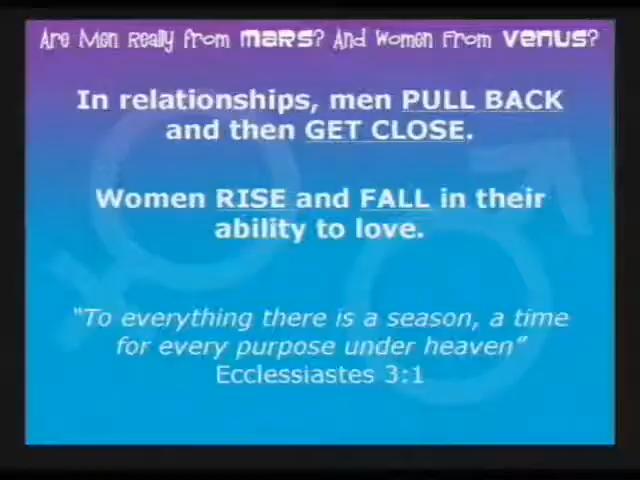 Are Men Really from MARS? And Women From VENUS?
In relationships, men PULL BACK
and then GET CLOSE.
Women RISE and FALL in their
ability to love.
"To everything there is a season, a time
for every purpose under heaven"
Ecclessiastes 3:1